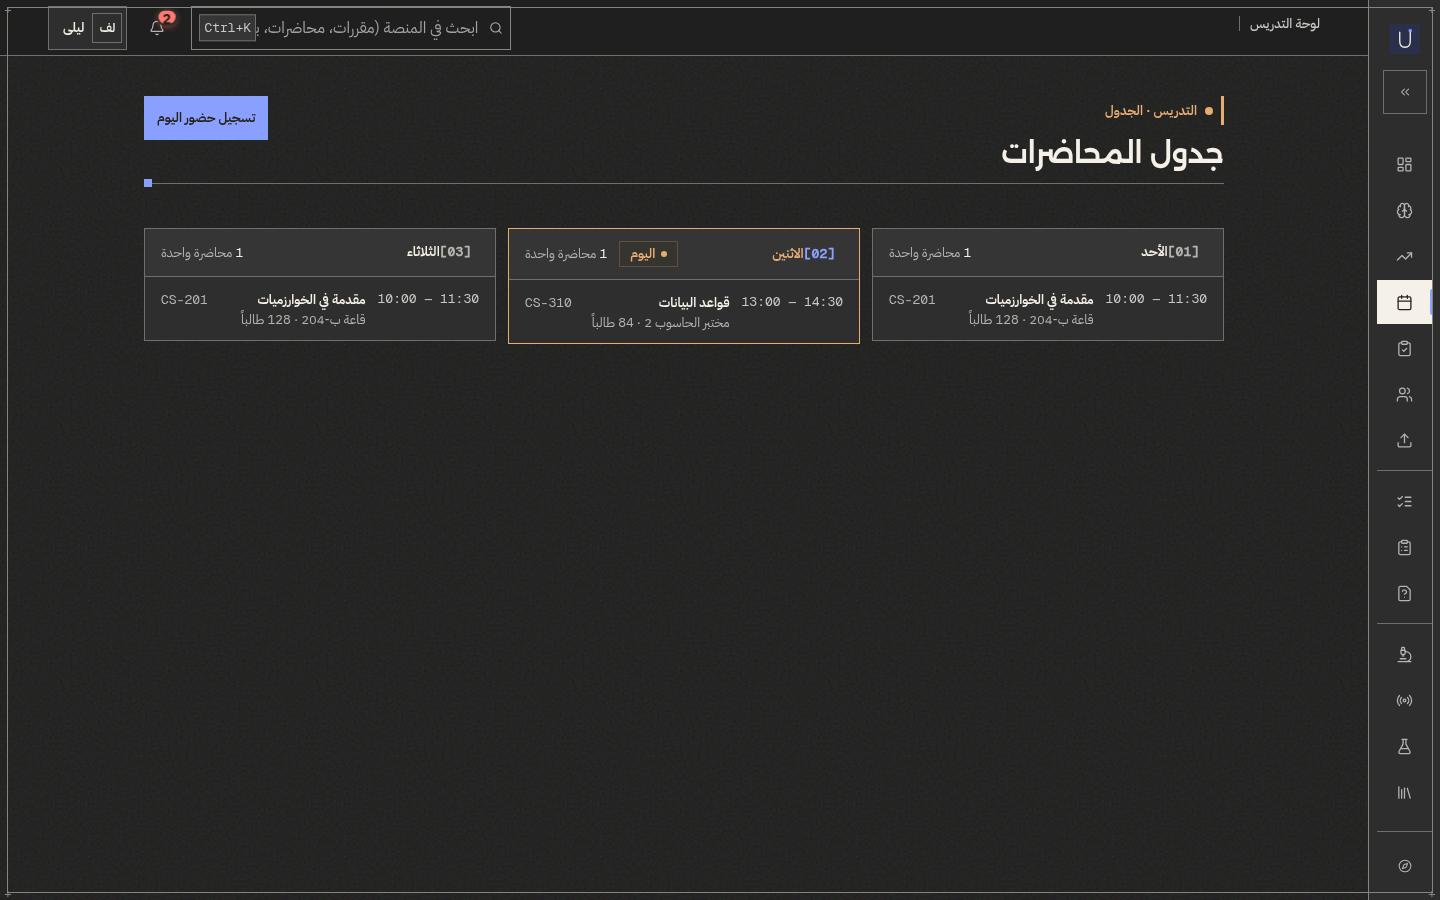 لوحة التدريس
ابحث في المنصة (مقررات، محاضرات، ب
Ctrl+K
2
لف
ليلى
التدريس · الجدول
جدول المحاضرات
تسجيل حضور اليوم
[01] الأحد
1 محاضرة واحدة
10:00 – 11:30 مقدمة في الخوارزميات CS-201
قاعة ب-204 · 128 طالباً
[02] الاثنين
اليوم
1 محاضرة واحدة
13:00 – 14:30 قواعد البيانات CS-310
مختبر الحاسوب 2 · 84 طالباً
[03] الثلاثاء
1 محاضرة واحدة
10:00 – 11:30 مقدمة في الخوارزميات CS-201
قاعة ب-204 · 128 طالباً